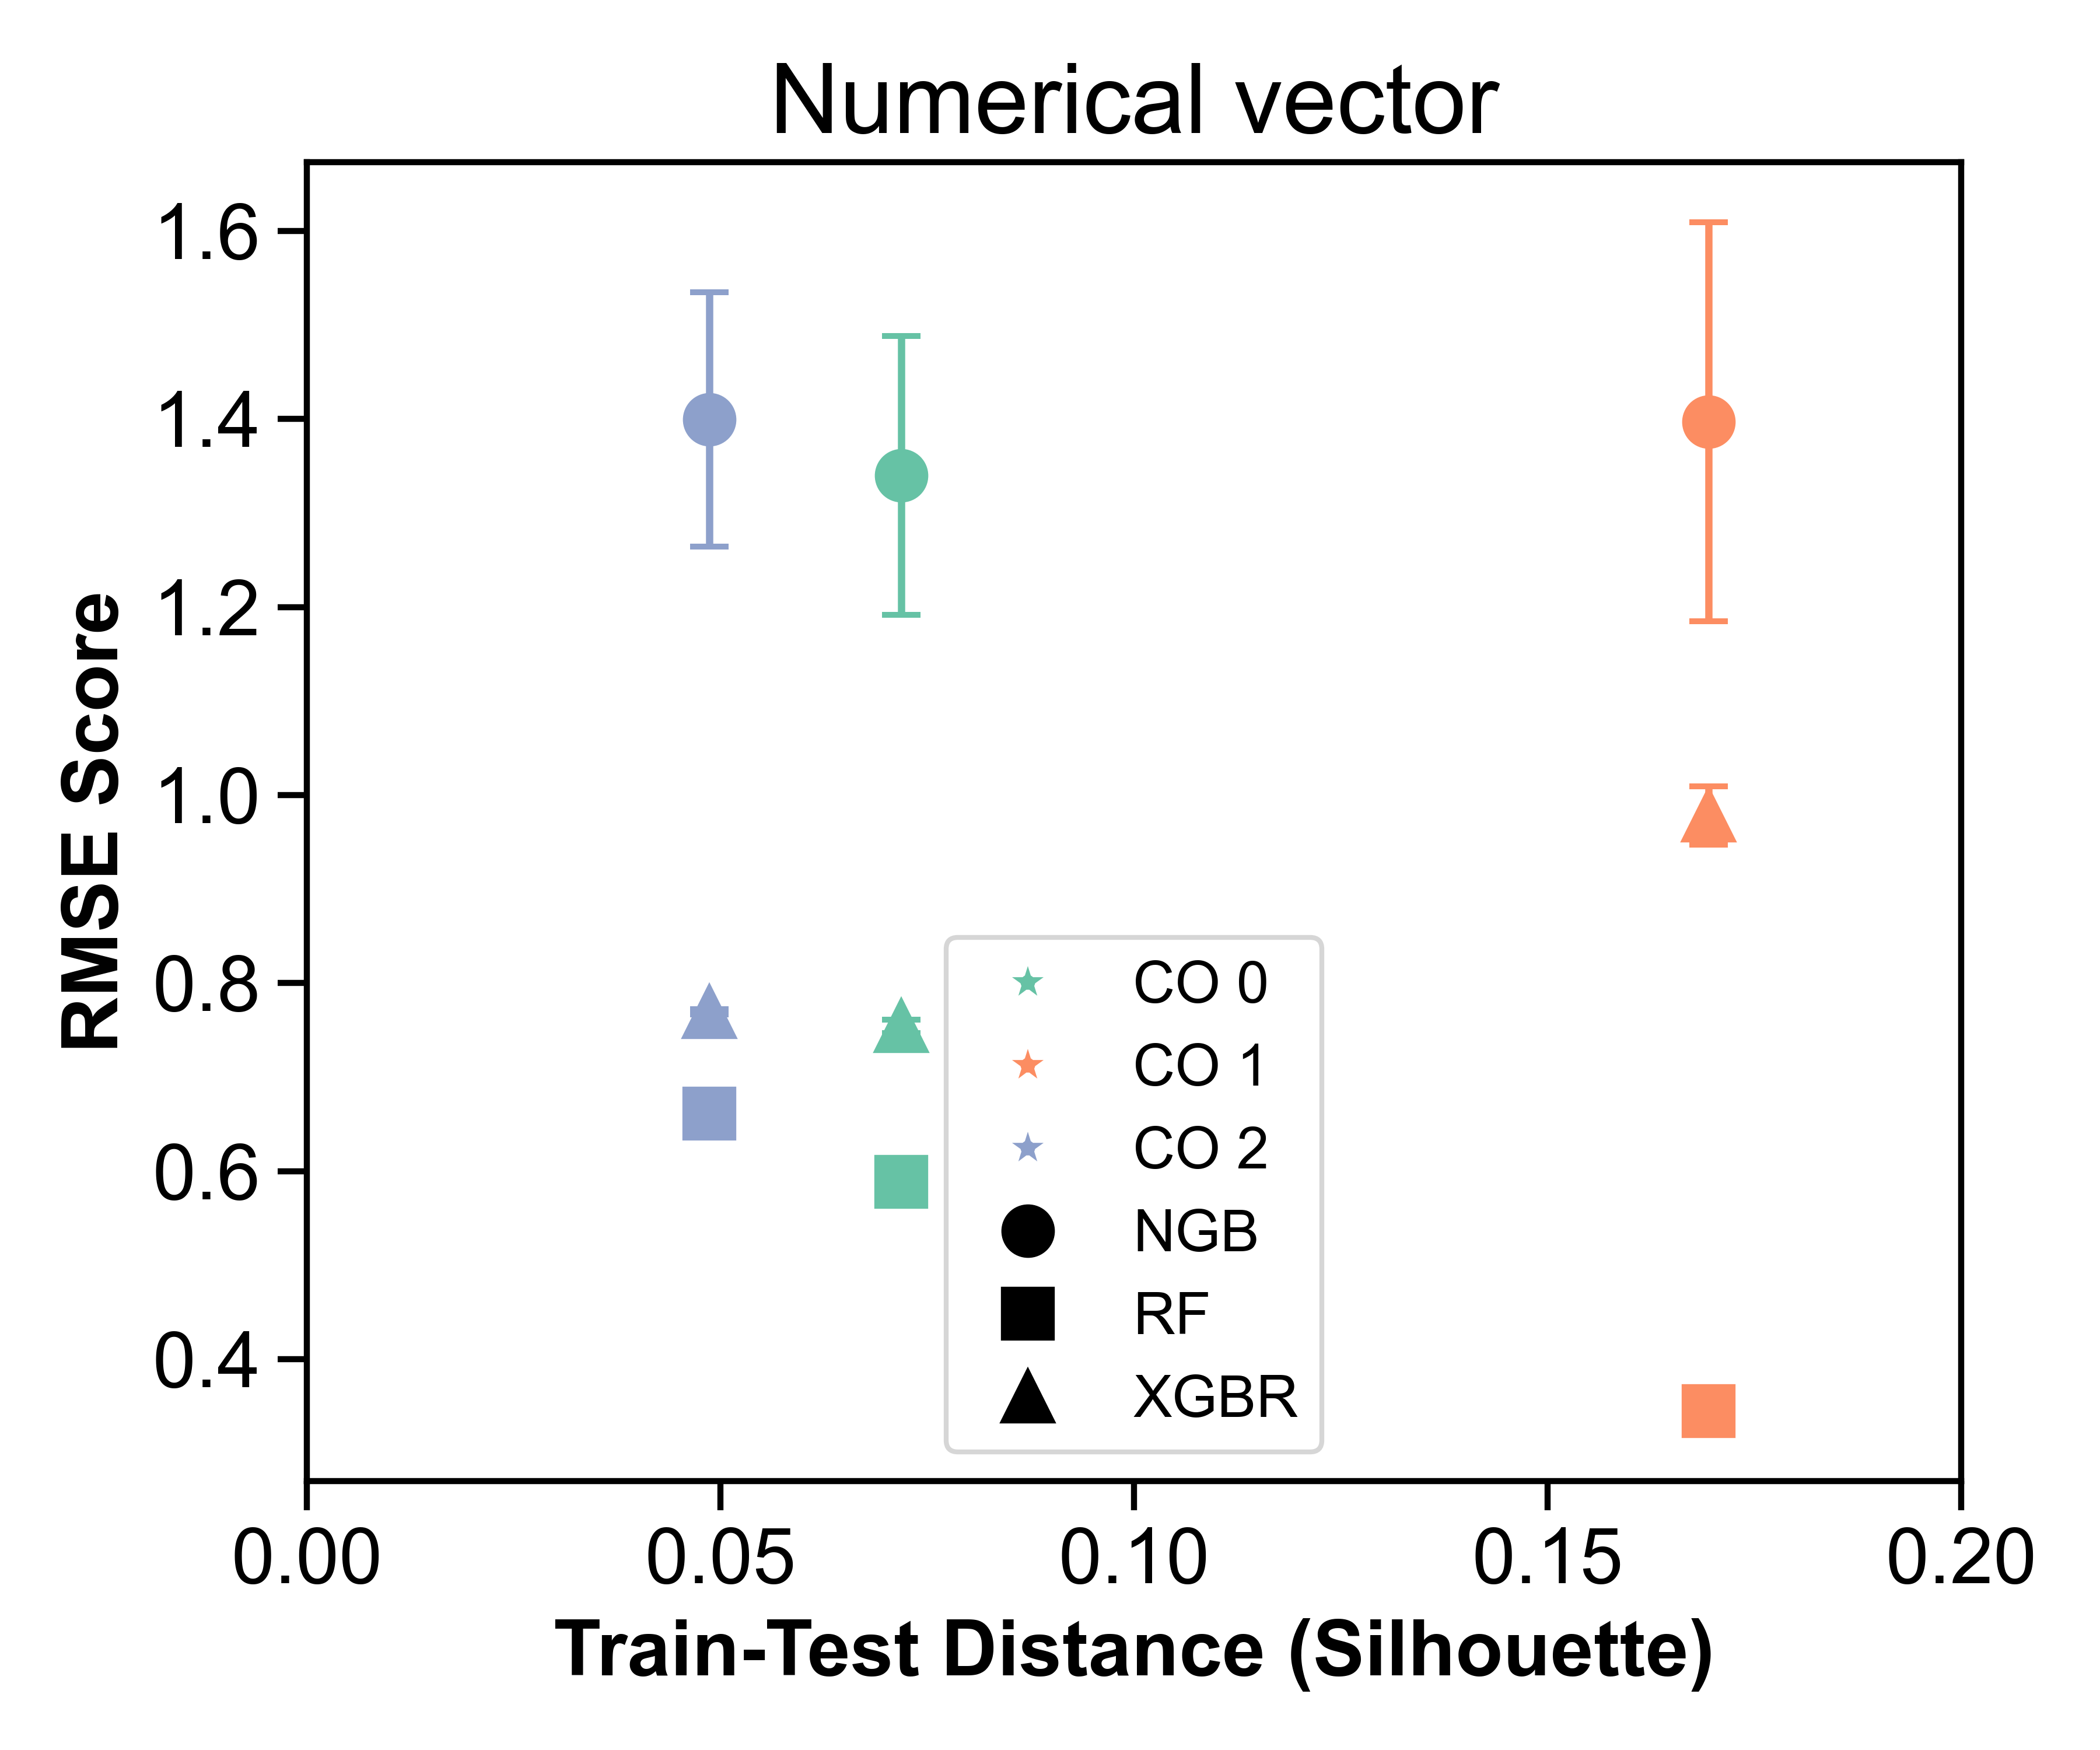 Numerical vector
RMSE Score
1.6
1.4
1.2
1.0
0.8
0.6
0.4
CO 0
CO 1
CO 2
NGB
RF
XGBR
0.00 0.05 0.10 0.15 0.20
Train-Test Distance (Silhouette)